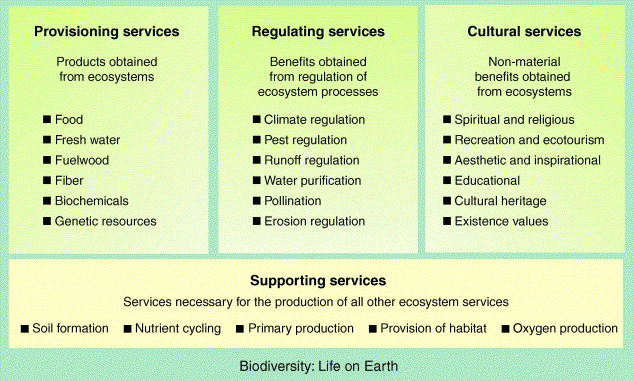 Provisioning services
Products obtained
from ecosystems
■ Food
■ Fresh water
■ Fuelwood
■ Fiber
■ Biochemicals
■ Genetic resources
Regulating services
Benefits obtained
from regulation of
ecosystem processes
■ Climate regulation
■ Pest regulation
■ Runoff regulation
■ Water purification
■ Pollination
■ Erosion regulation
Cultural services
Non-material
benefits obtained
from ecosystems
■ Spiritual and religious
■ Recreation and ecotourism
■ Aesthetic and inspirational
■ Educational
■ Cultural heritage
■ Existence values
Supporting services
Services necessary for the production of all other ecosystem services
■ Soil formation ■ Nutrient cycling ■ Primary production ■ Provision of habitat ■ Oxygen production
Biodiversity: Life on Earth